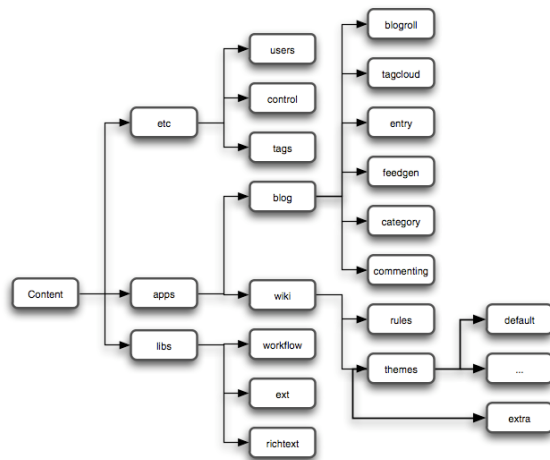 blogroll
users
tagcloud
control
etc
entry
tags
feedgen
blog
category
commenting
Content
apps
wiki
rules
default
libs
workflow
themes
...
ext
extra
richtext